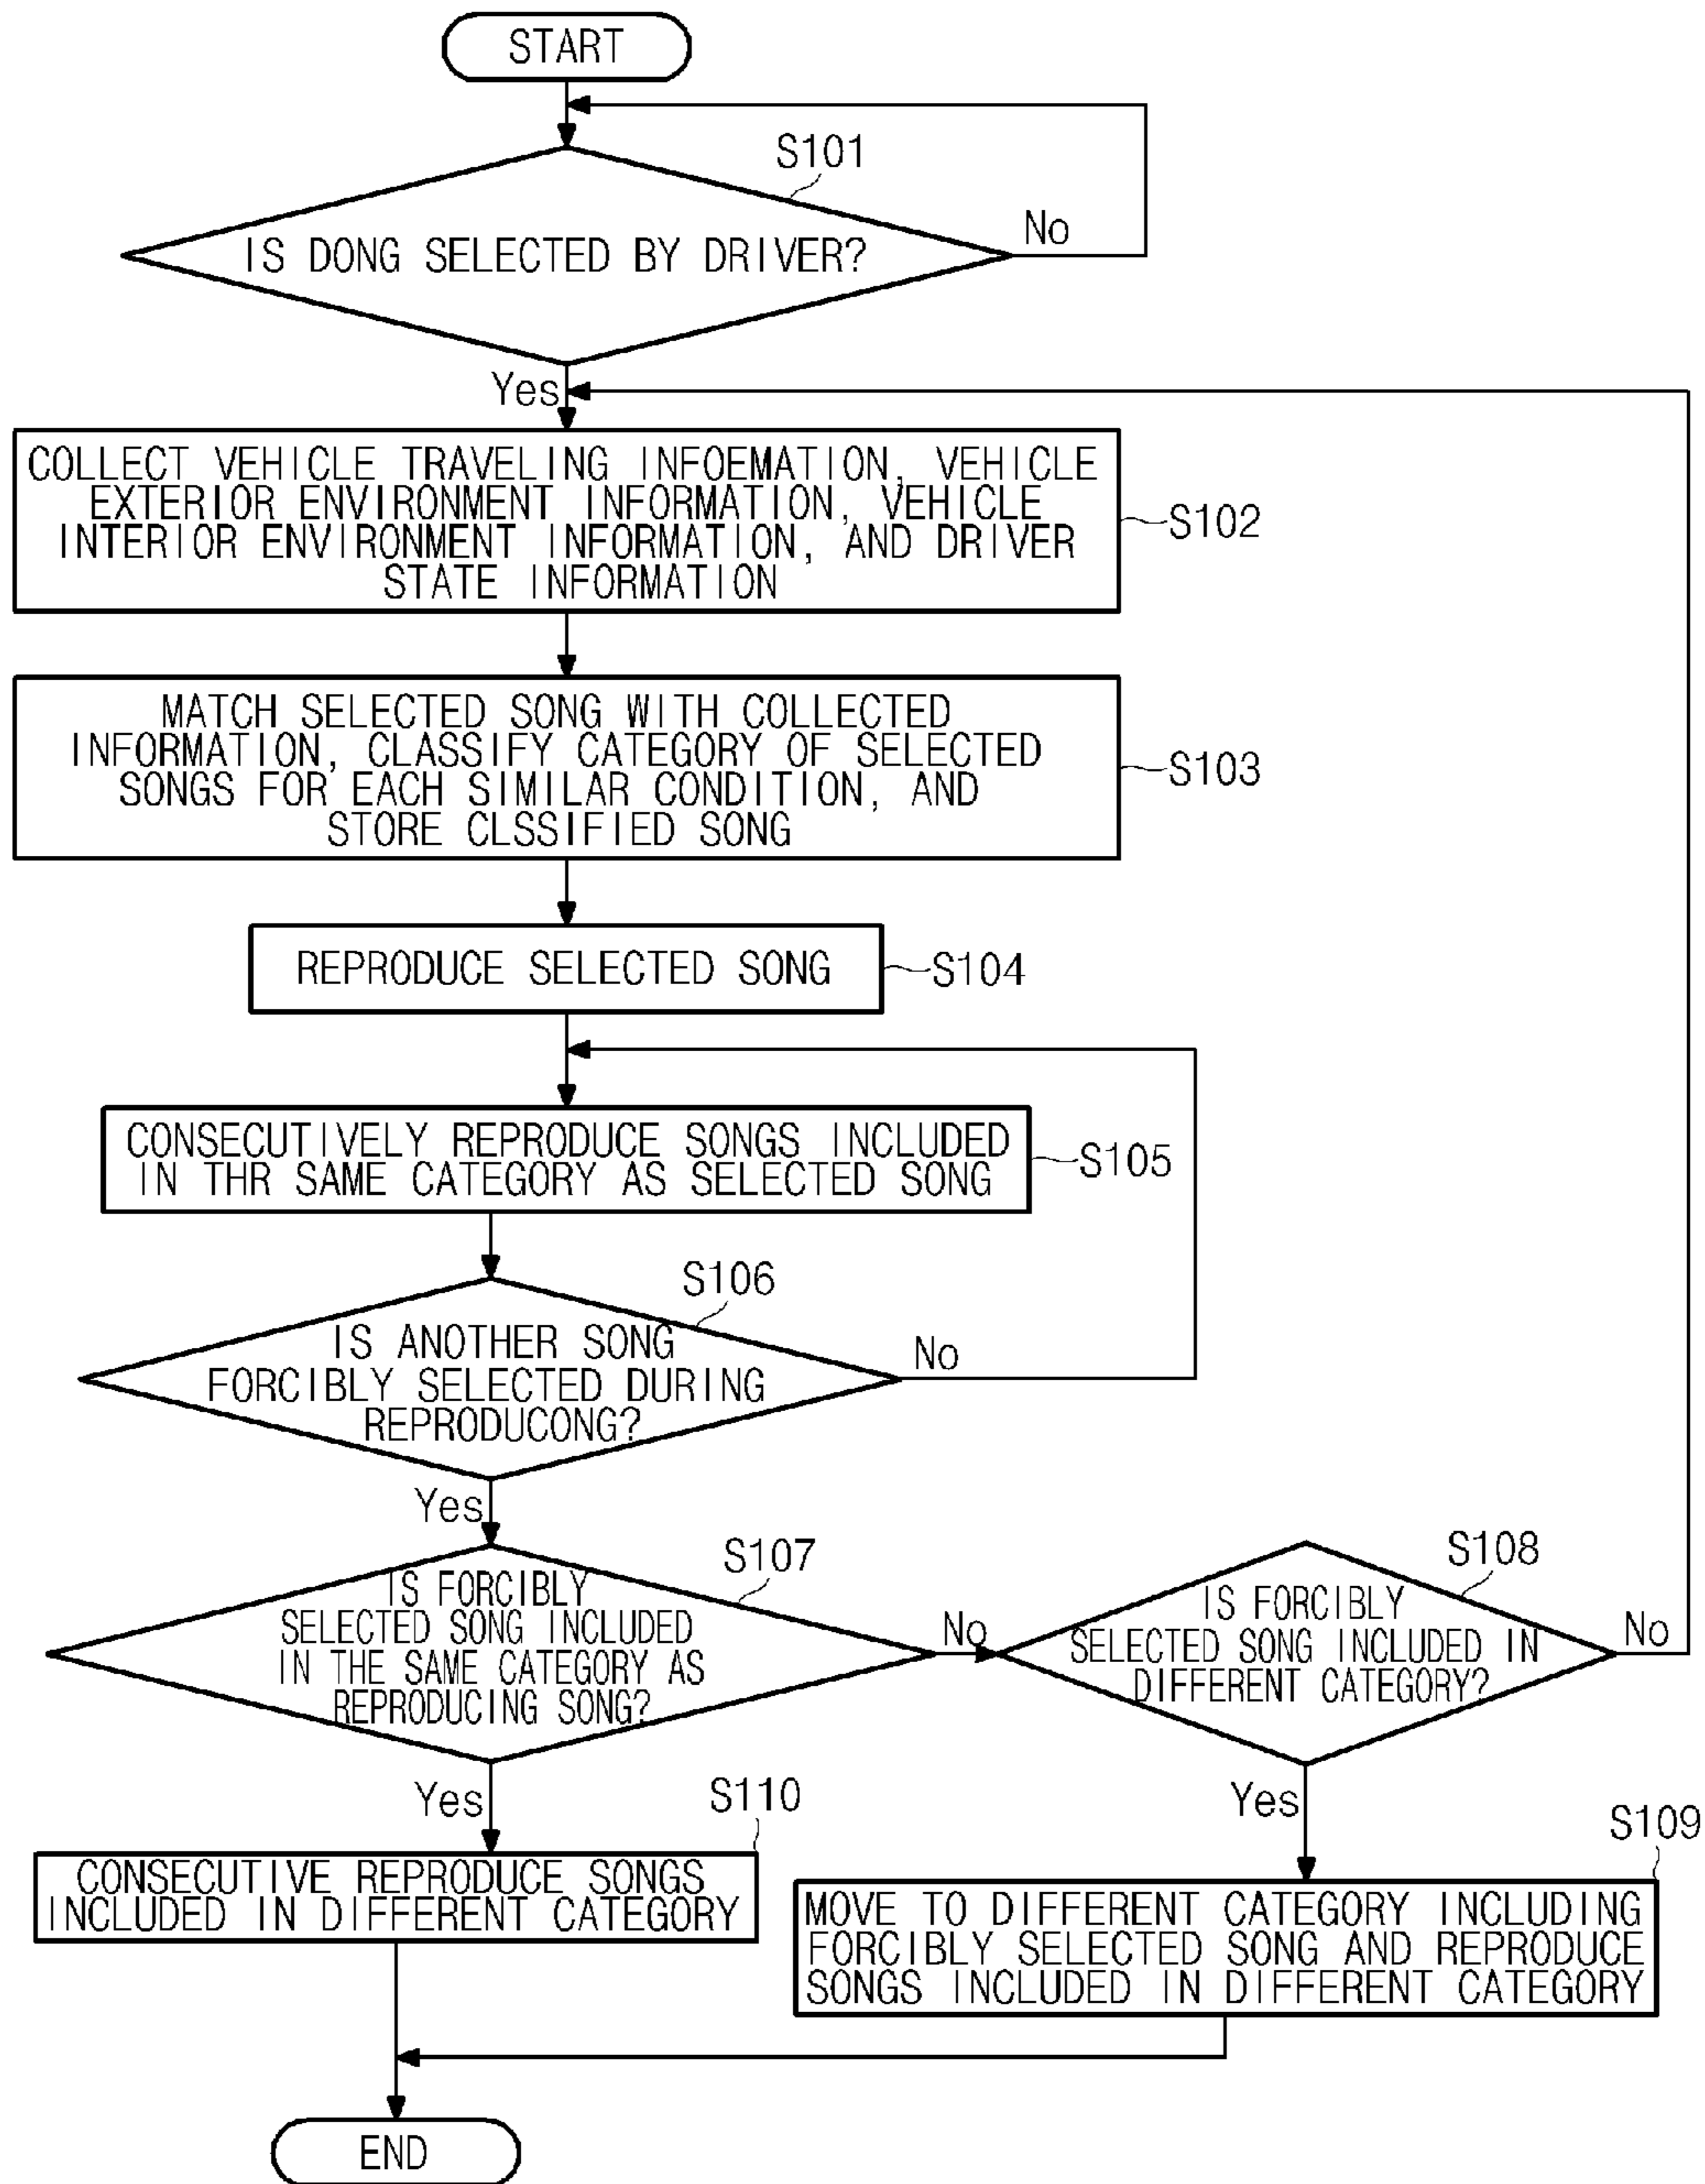 START
S101
IS DONG SELECTED BY DRIVER?
No
Yes
COLLECT VEHICLE TRAVELING INFOEMATION, VEHICLE
EXTERIOR ENVIRONMENT INFORMATION, VEHICLE
INTERIOR ENVIRONMENT INFORMATION, AND DRIVER
STATE INFORMATION
S102
MATCH SELECTED SONG WITH COLLECTED
INFORMATION, CLASSIFY CATEGORY OF SELECTED
SONGS FOR EACH SIMILAR CONDITION, AND
STORE CLSSIFIED SONG
S103
REPRODUCE SELECTED SONG
S104
CONSECUTIVELY REPRODUCE SONGS INCLUDED
IN THR SAME CATEGORY AS SELECTED SONG
S105
S106
IS ANOTHER SONG
FORCIBLY SELECTED DURING
REPRODUCONG?
No
Yes
S107
IS FORCIBLY
SELECTED SONG INCLUDED
IN THE SAME CATEGORY AS
REPRODUCING SONG?
No
S108
IS FORCIBLY
SELECTED SONG INCLUDED IN
DIFFERENT CATEGORY?
No
Yes
S110
CONSECUTIVE REPRODUCE SONGS
INCLUDED IN DIFFERENT CATEGORY
Yes
S109
MOVE TO DIFFERENT CATEGORY INCLUDING
FORCIBLY SELECTED SONG AND REPRODUCE
SONGS INCLUDED IN DIFFERENT CATEGORY
END